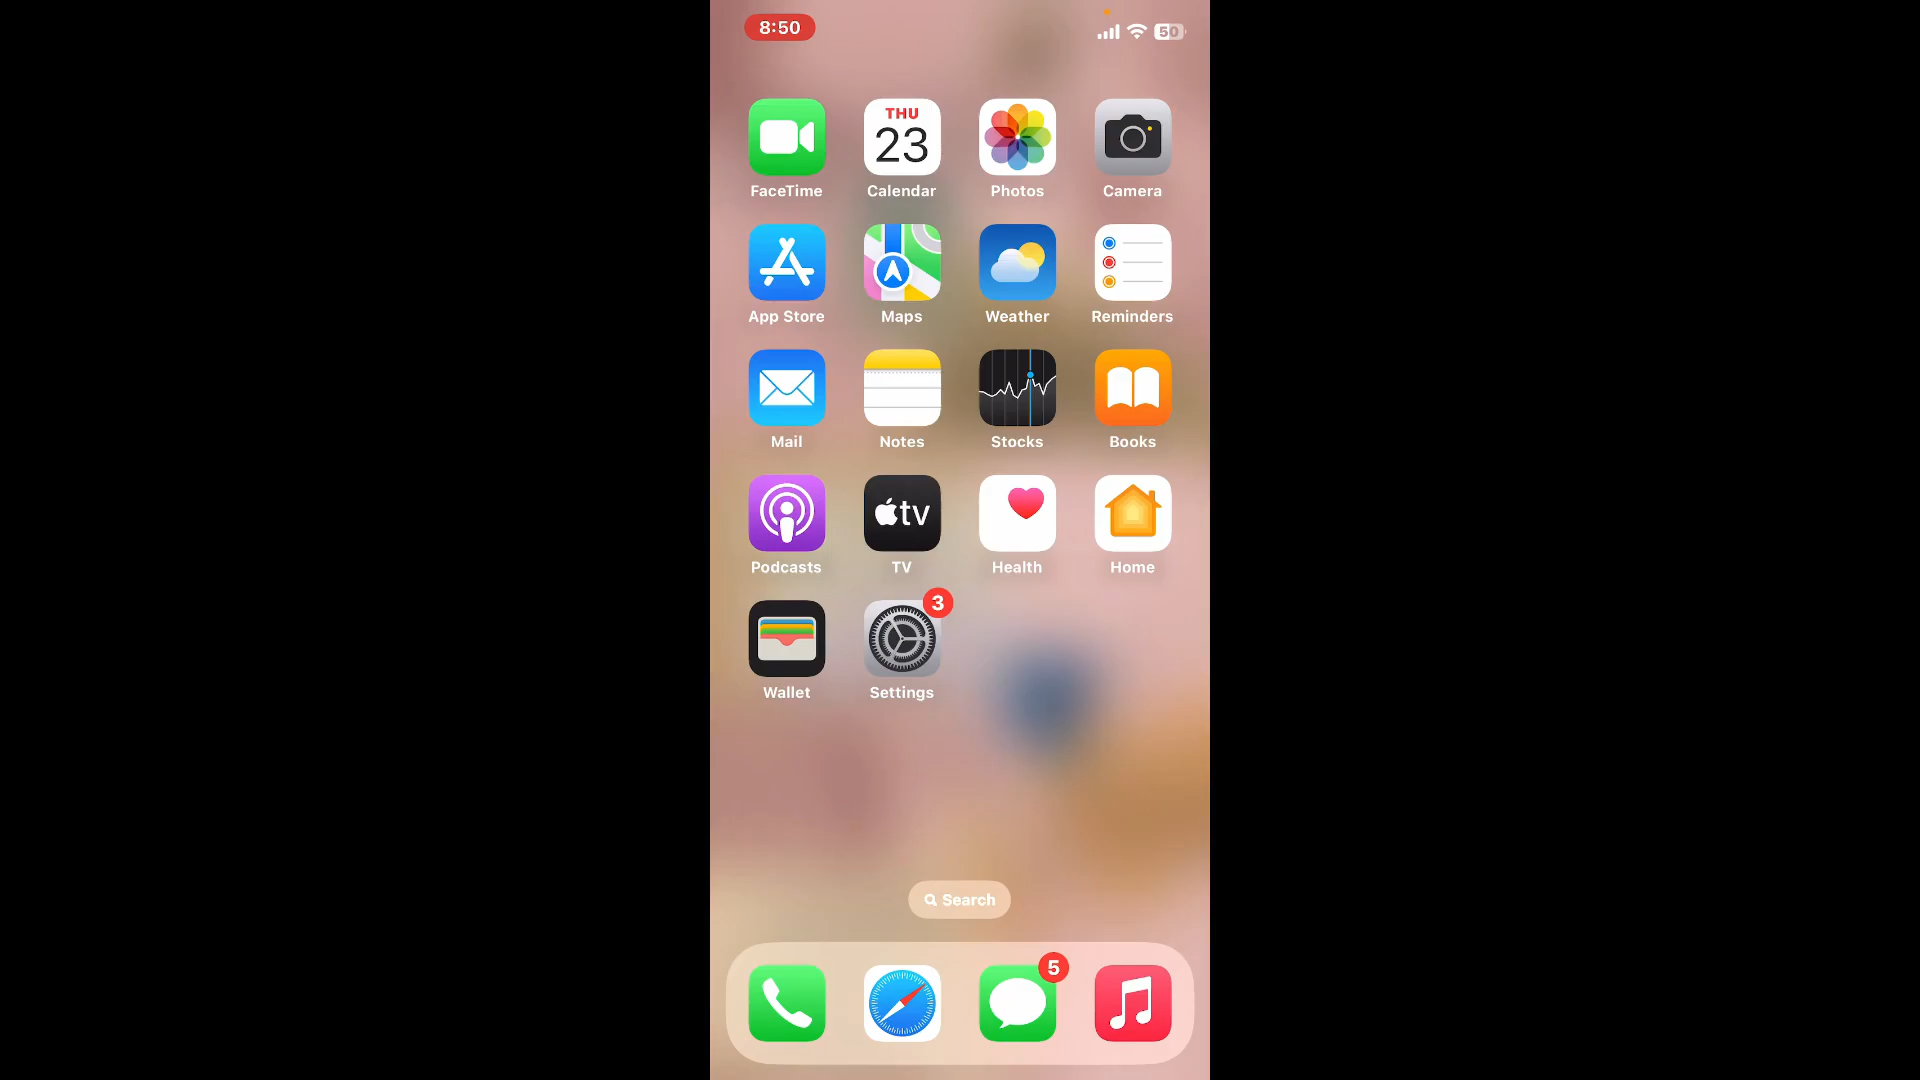 8:50
50
THU
23
FaceTime
Calendar
Photos
Camera
App Store
Maps
Weather
Reminders
tv
Mail
Notes
Stocks
Books
Podcasts
TV
Health
Home
3
Wallet
Settings
Search
5